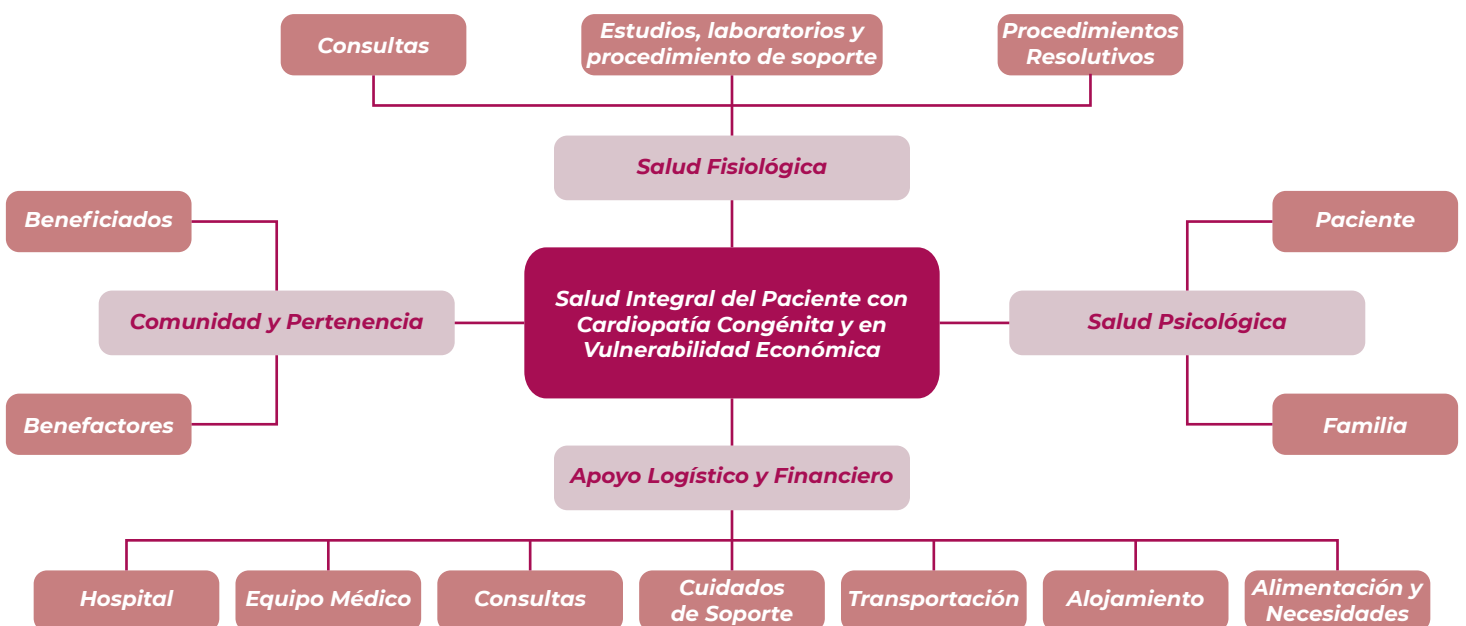 Consultas
Estudios, laboratorios y
procedimiento de soporte
Procedimientos
Resolutivos
Salud Fisiológica
Beneficiados
Paciente
Comunidad y Pertenencia
Salud Integral del Paciente con
Cardiopatía Congénita y en
Vulnerabilidad Económica
Salud Psicológica
Benefactores
Familia
Apoyo Logístico y Financiero
Hospital
Equipo Médico
Consultas
Cuidados
de Soporte
Transportación
Alojamiento
Alimentación y
Necesidades